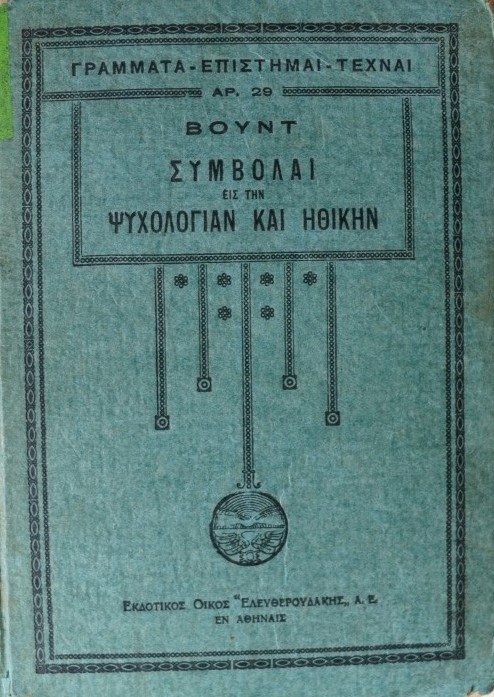 ΓΡΑΜΜΑΤΑ - ΕΠΙΣΤΗΜΑΙ - ΤΕΧΝΑΙ
ΑΡ. 29
ΒΟΥΝΤ
ΣΥΜΒΟΛΑΙ
ΕΙΣ ΤΗΝ
ΨΥΧΟΛΟΓΙΑΝ ΚΑΙ ΗΘΙΚΗΝ
ΕΚΔΟΤΙΚΟΣ ΟΙΚΟΣ "ΕΛΕΥΘΕΡΟΥΔΑΚΗΣ„ Α. Ε.
ΕΝ ΑΘΗΝΑΙΣ